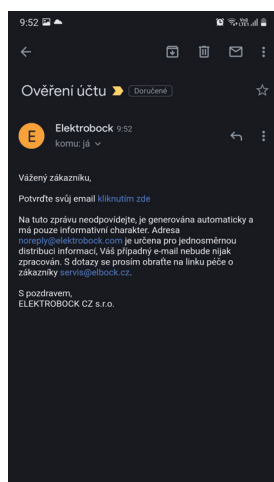 9:52
Ověření účtu
Doručené
Elektrobock 9:52
E
komu: já
Vážený zákazníku,
Potvrďte svůj email kliknutím zde
Na tuto zprávu neodpovídejte, je generována automaticky a
má pouze informativní charakter. Adresa
noreply@elektrobock.com je určena pro jednosměrnou
distribuci informací, Váš případný e-mail nebude nijak
zpracován. S dotazy se prosím obraťte na linku péče o
zákazníky servis@elbock.cz.
S pozdravem,
ELEKTROBOCK CZ s.r.o.